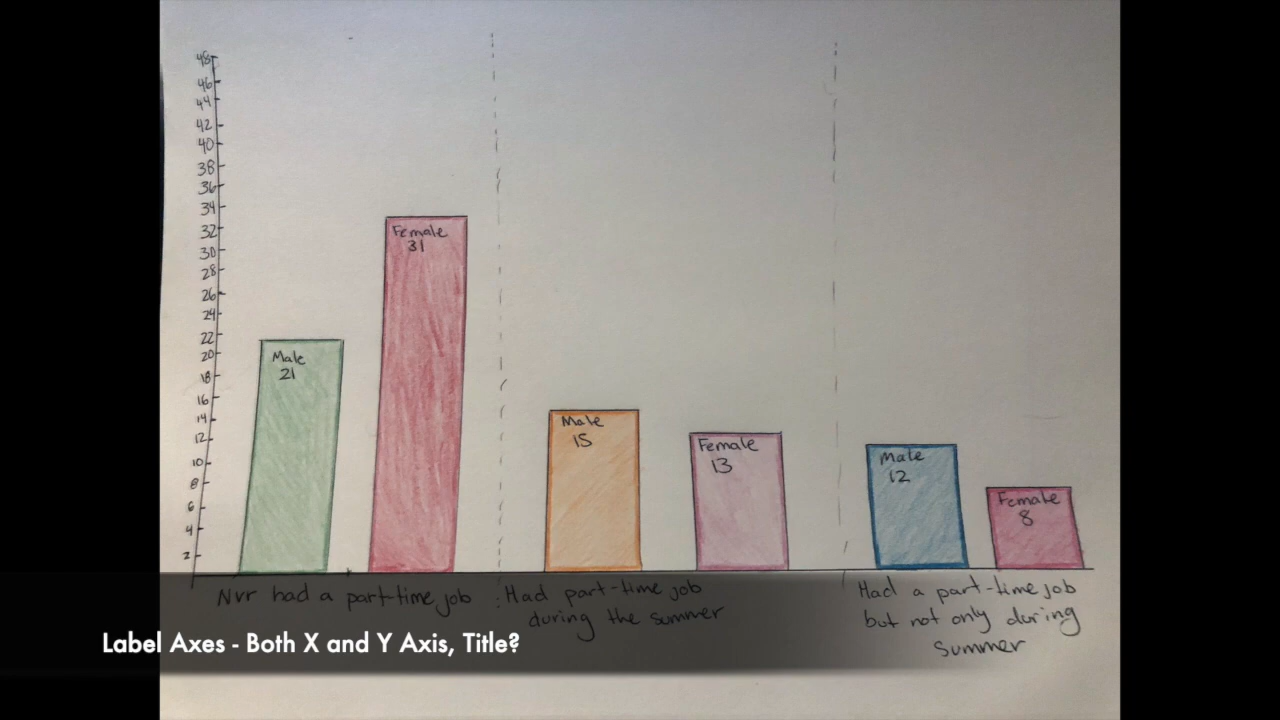 48
46
44
42
40
38
36
34
32
30
28
26
24
22
20
18
16
14
12
10
8
6
4
2
Male
21
Female
31
Male
15
Female
13
Male
12
Female
8
Nvr had a part-time job
Had part-time job
during the summer
Had a part-time job
but not only during
summer
Label Axes - Both X and Y Axis, Title?